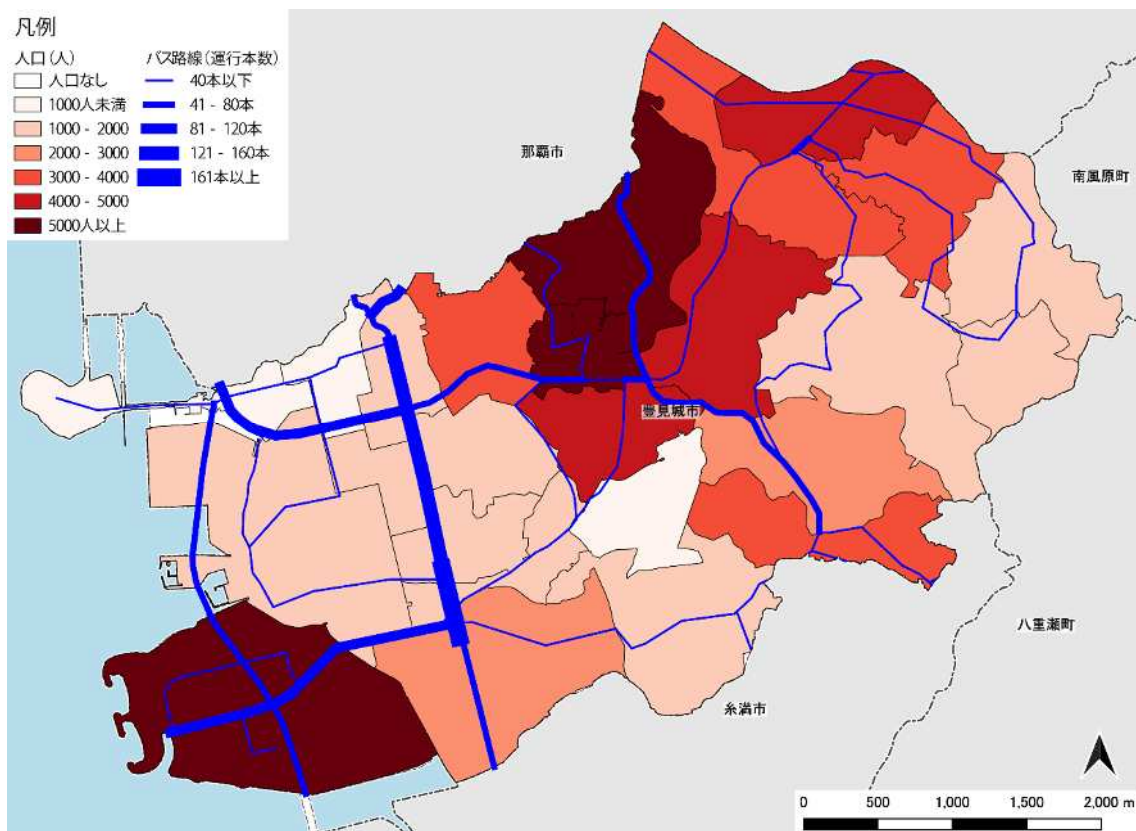 凡例
人口(人) バス路線(運行本数)
人口なし 40本以下
1000人未満 41 - 80本
1000 - 2000 81 - 120本
2000 - 3000 121 - 160本
3000 - 4000 161本以上
4000 - 5000
5000人以上
那覇市
南風原町
豊見城市
八重瀬町
糸満市
0 500 1,000 1,500 2,000 m